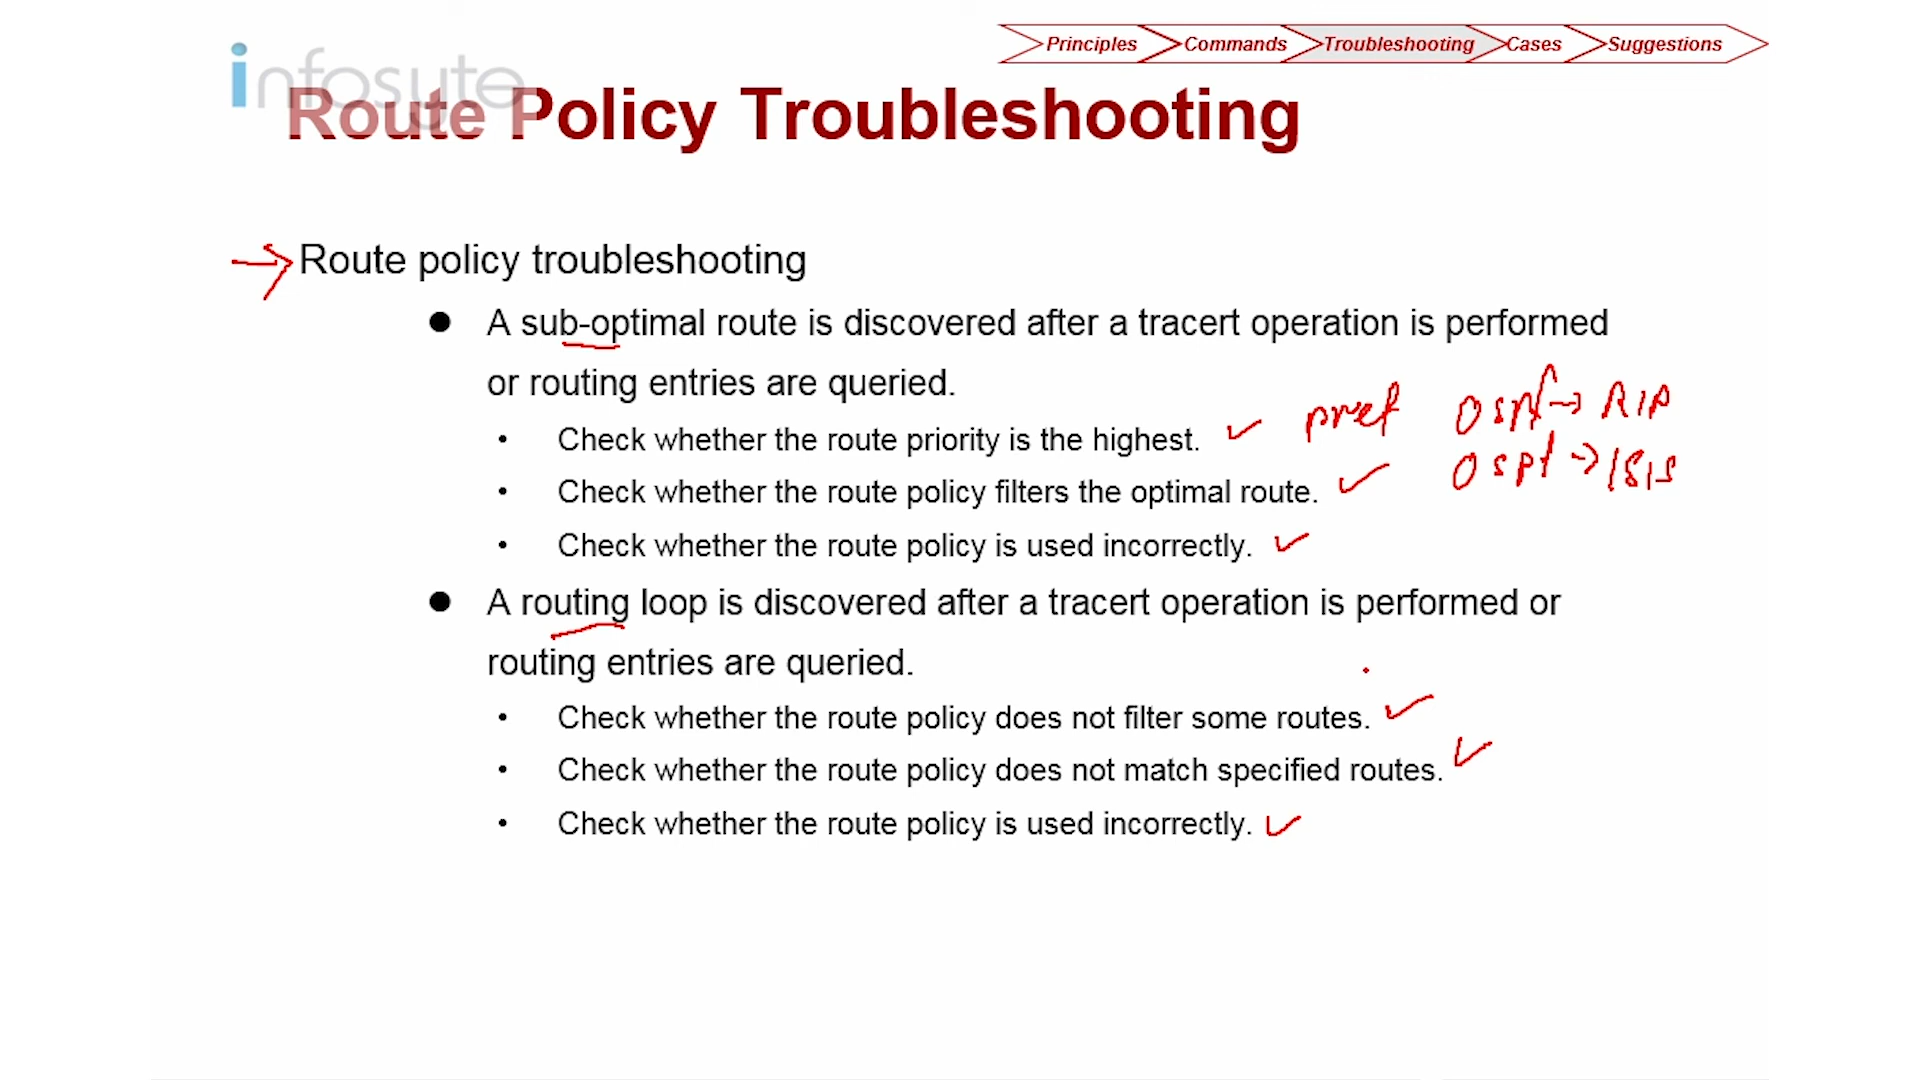 Principles Commands Troubleshooting Cases Suggestions
infosyte
Route Policy Troubleshooting
Route policy troubleshooting
● A sub-optimal route is discovered after a tracert operation is performed
or routing entries are queried.
• Check whether the route priority is the highest. pref OSPF → RIP
• Check whether the route policy filters the optimal route. OSPF → ISIS
• Check whether the route policy is used incorrectly.
● A routing loop is discovered after a tracert operation is performed or
routing entries are queried.
• Check whether the route policy does not filter some routes.
• Check whether the route policy does not match specified routes.
• Check whether the route policy is used incorrectly.